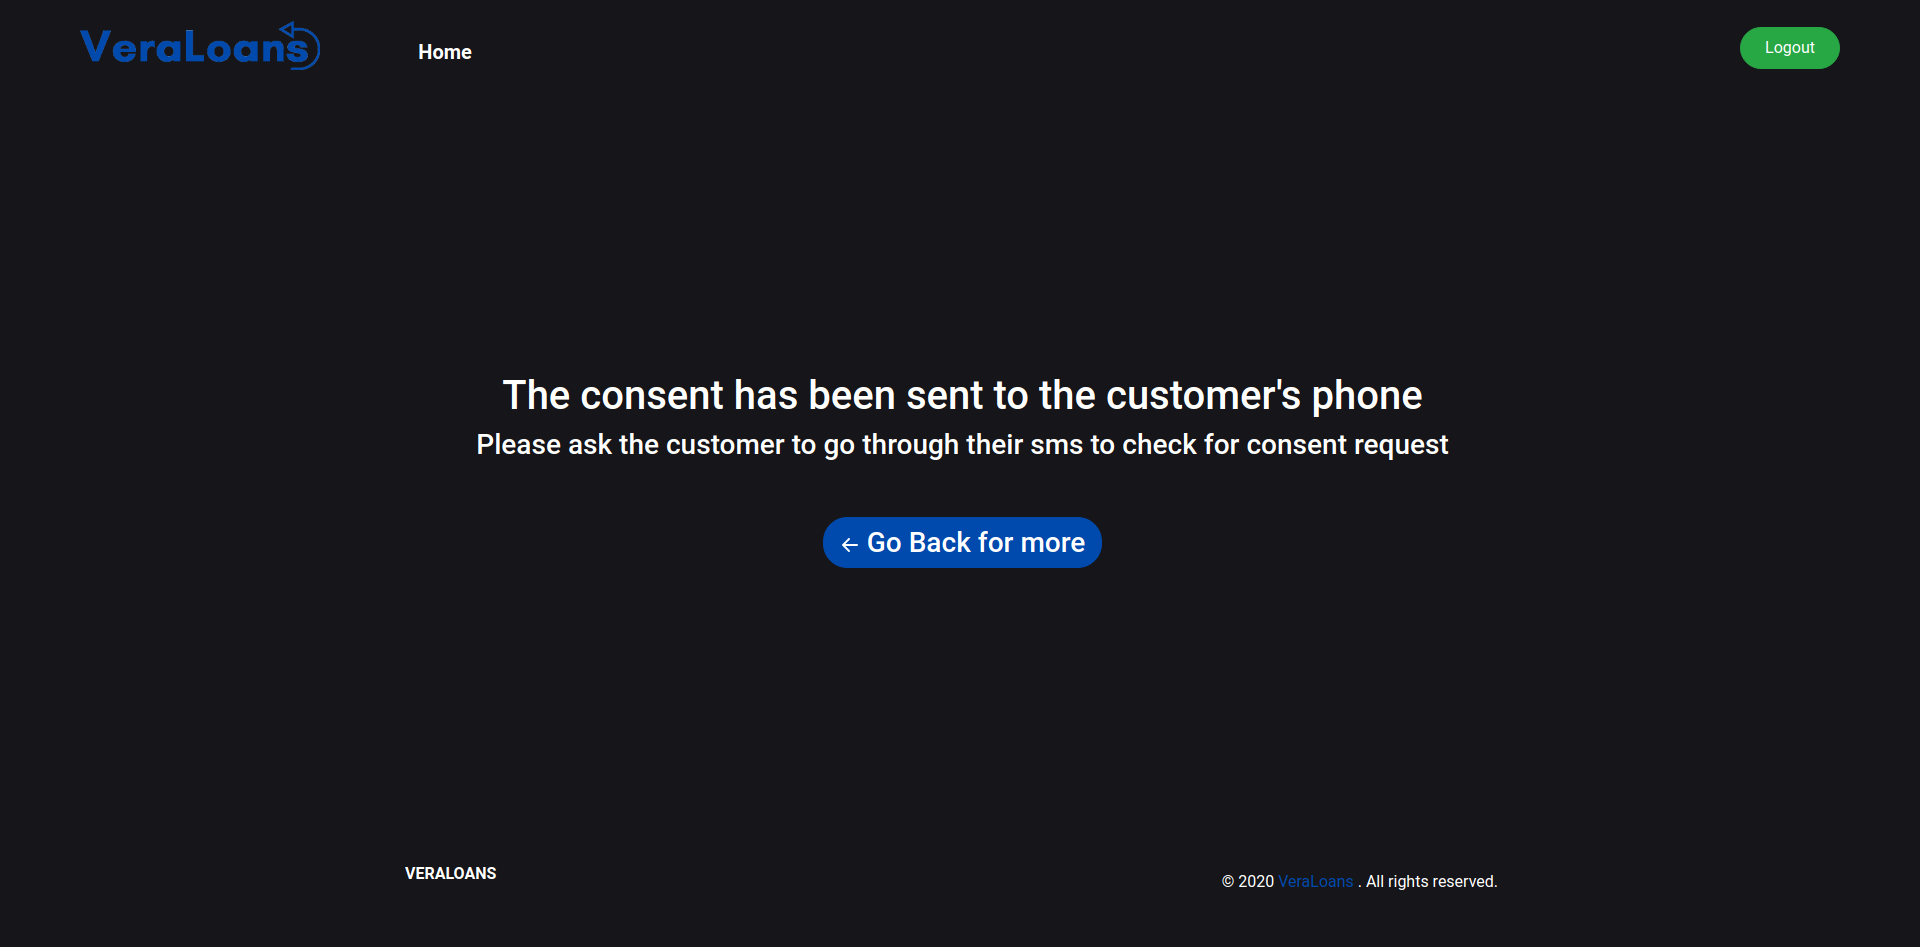 VeraLoans
Home
Logout
The consent has been sent to the customer's phone
Please ask the customer to go through their sms to check for consent request
← Go Back for more
VERALOANS
© 2020 VeraLoans . All rights reserved.